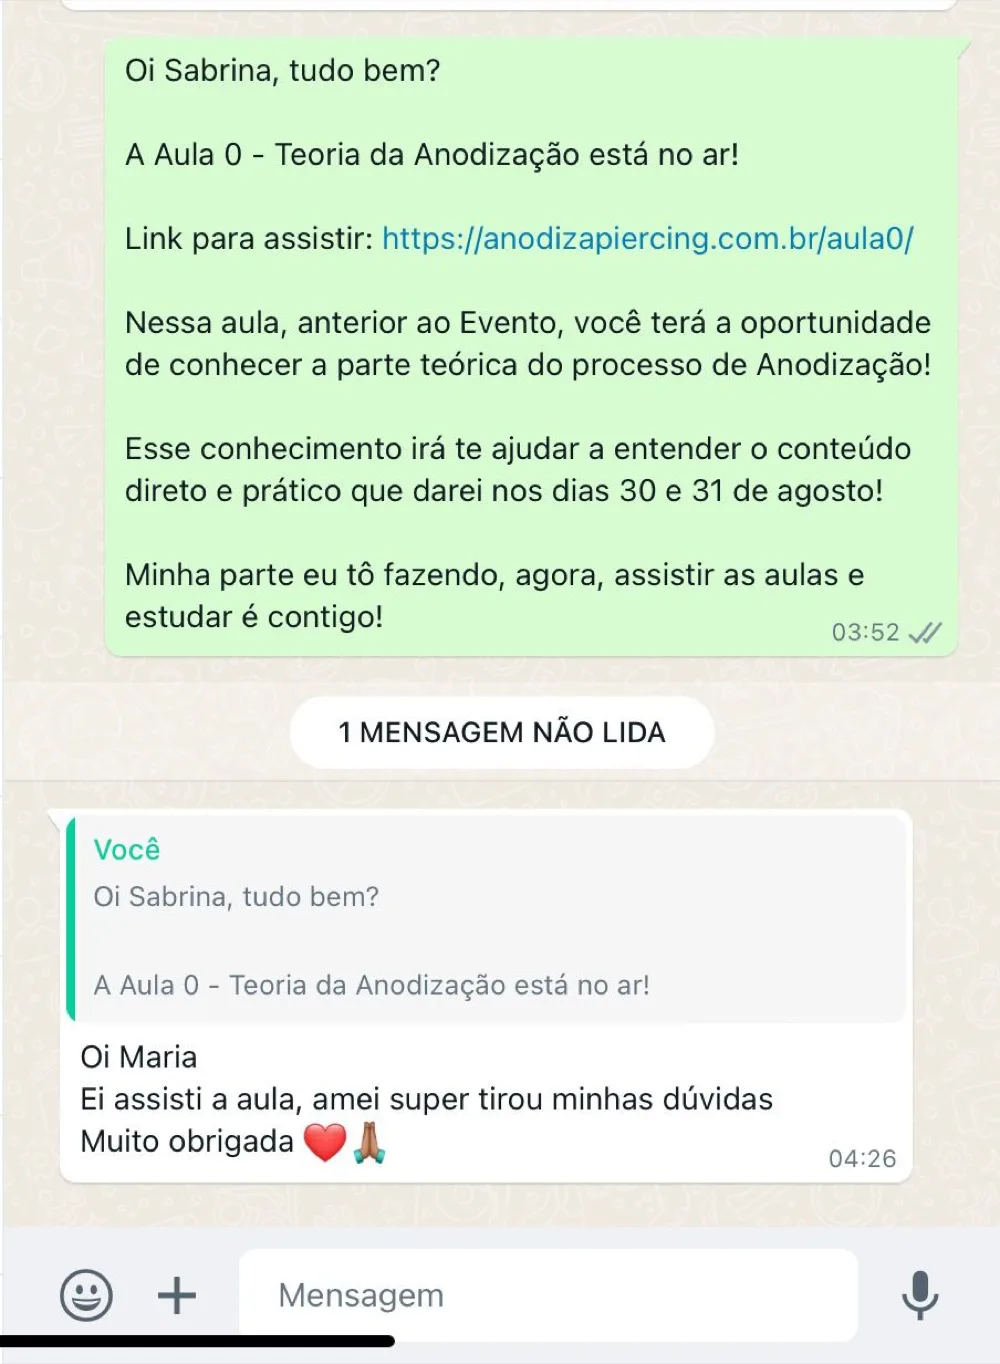 Oi Sabrina, tudo bem?
A Aula 0 - Teoria da Anodização está no ar!
Link para assistir: https://anodizapiercing.com.br/aula0/
Nessa aula, anterior ao Evento, você terá a oportunidade
de conhecer a parte teórica do processo de Anodização!
Esse conhecimento irá te ajudar a entender o conteúdo
direto e prático que darei nos dias 30 e 31 de agosto!
Minha parte eu tô fazendo, agora, assistir as aulas e
estudar é contigo!
03:52
1 MENSAGEM NÃO LIDA
Você
Oi Sabrina, tudo bem?
A Aula 0 - Teoria da Anodização está no ar!
Oi Maria
Ei assisti a aula, amei super tirou minhas dúvidas
Muito obrigada ❤️🙏🏾
04:26
Mensagem